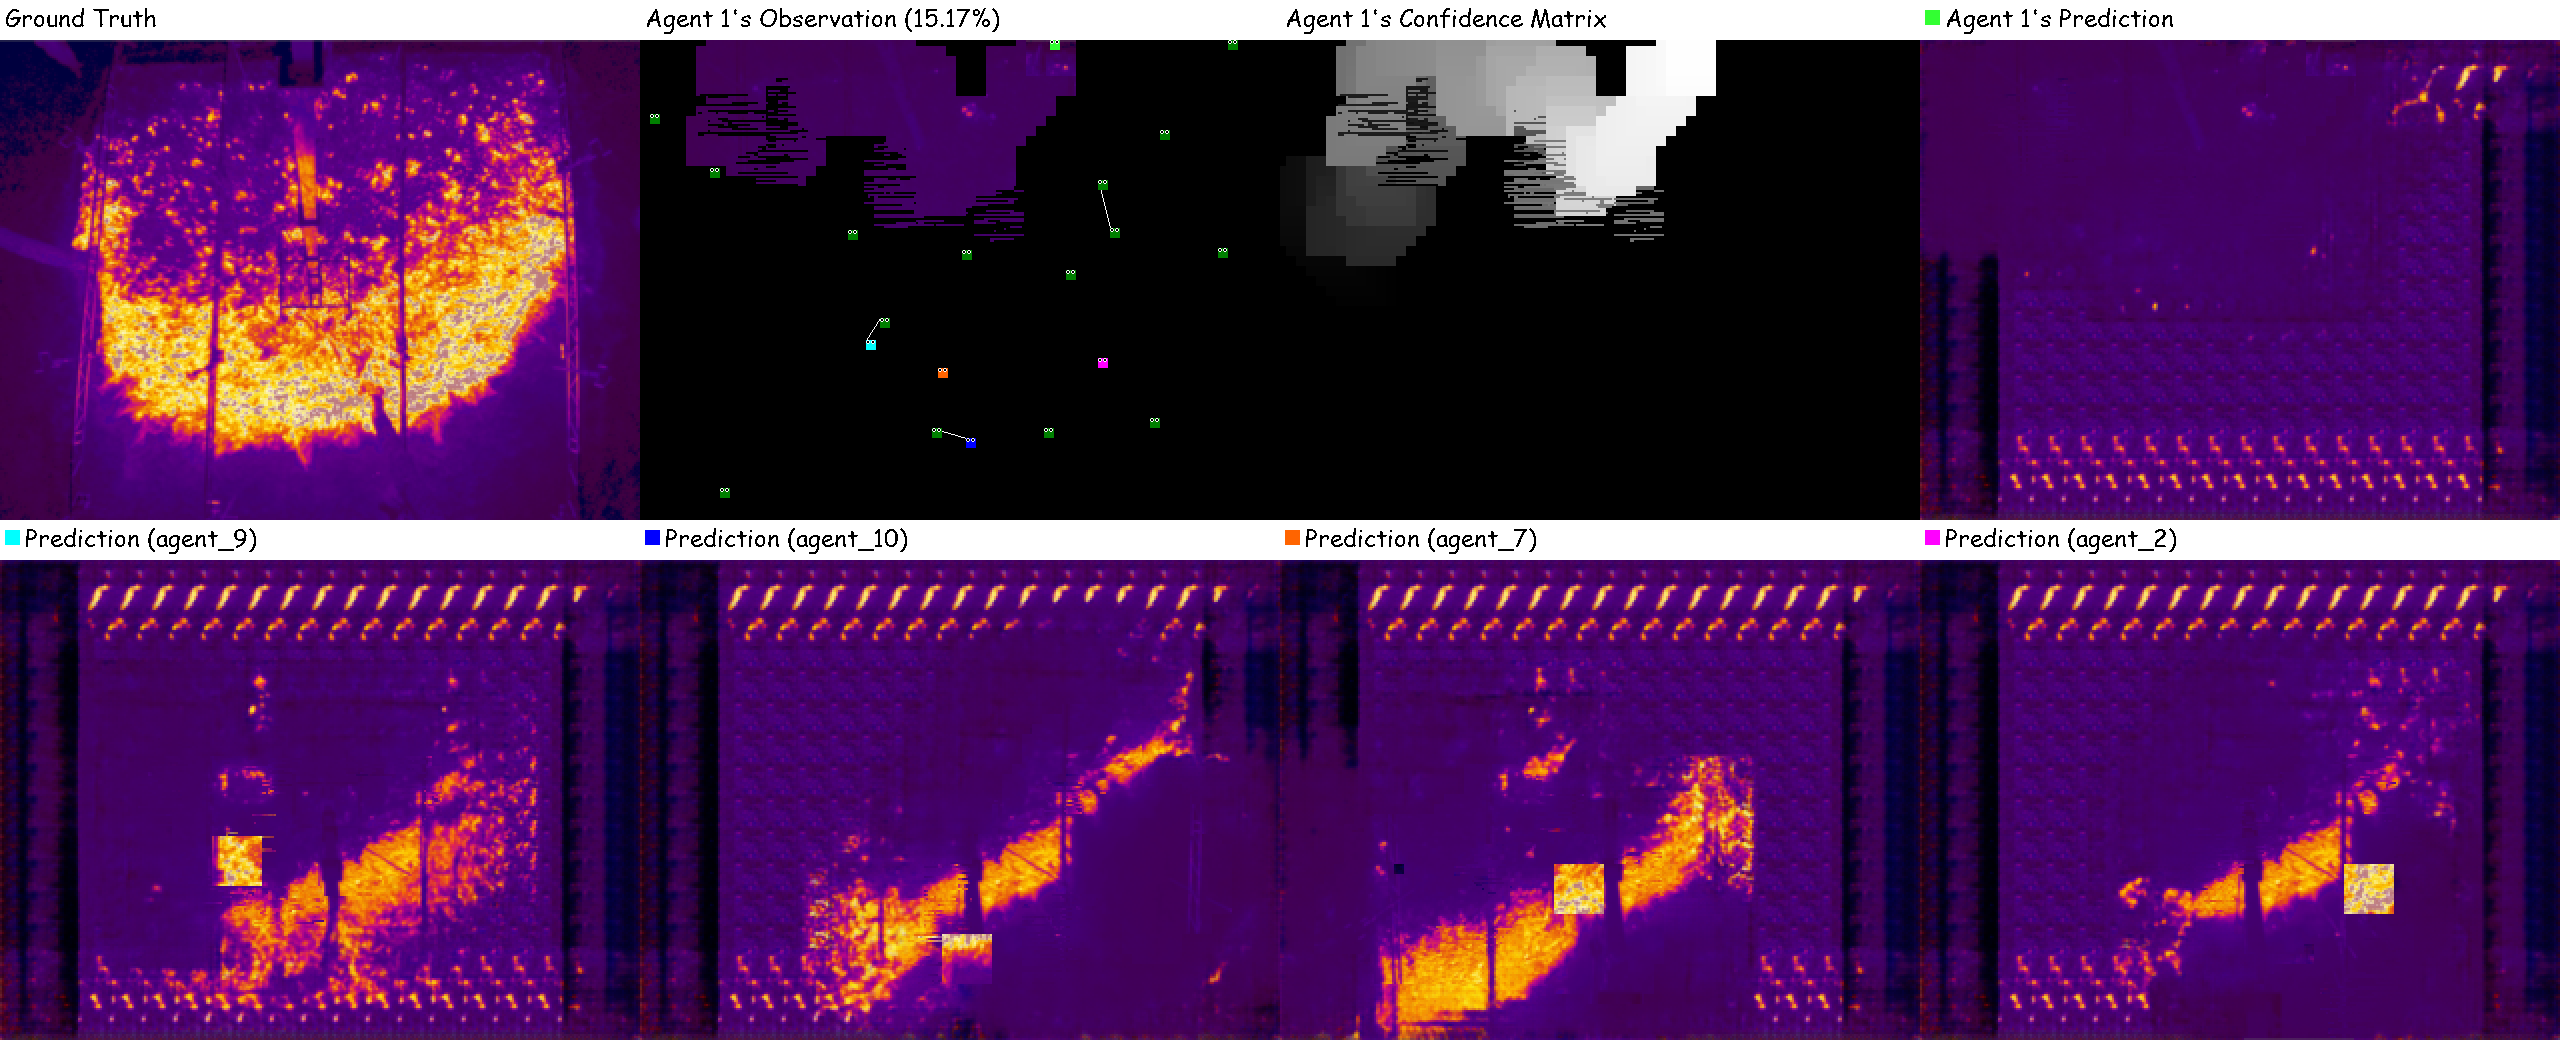 Ground Truth
Agent 1's Observation (15.17%)
Agent 1's Confidence Matrix
Agent 1's Prediction
Prediction (agent_9)
Prediction (agent_10)
Prediction (agent_7)
Prediction (agent_2)